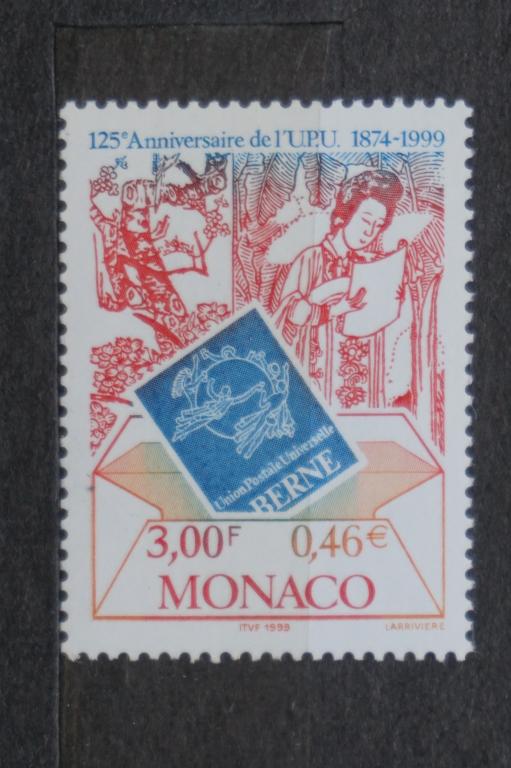 125e Anniversaire de l'U.P.U. 1874-1999
Union Postale Universelle
BERNE
3,00F 0,46€
MONACO
ITVF 1999 LARRIVIERE